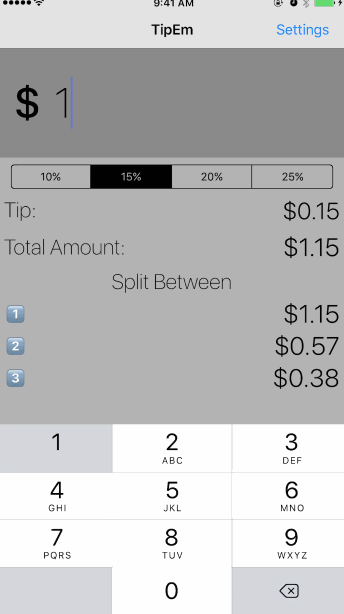 9:41 AM
TipEm Settings
$ 1
10% 15% 20% 25%
Tip: $0.15
Total Amount: $1.15
Split Between
1 $1.15
2 $0.57
3 $0.38
1 2 3
ABC DEF
4 5 6
GHI JKL MNO
7 8 9
PQRS TUV WXYZ
0